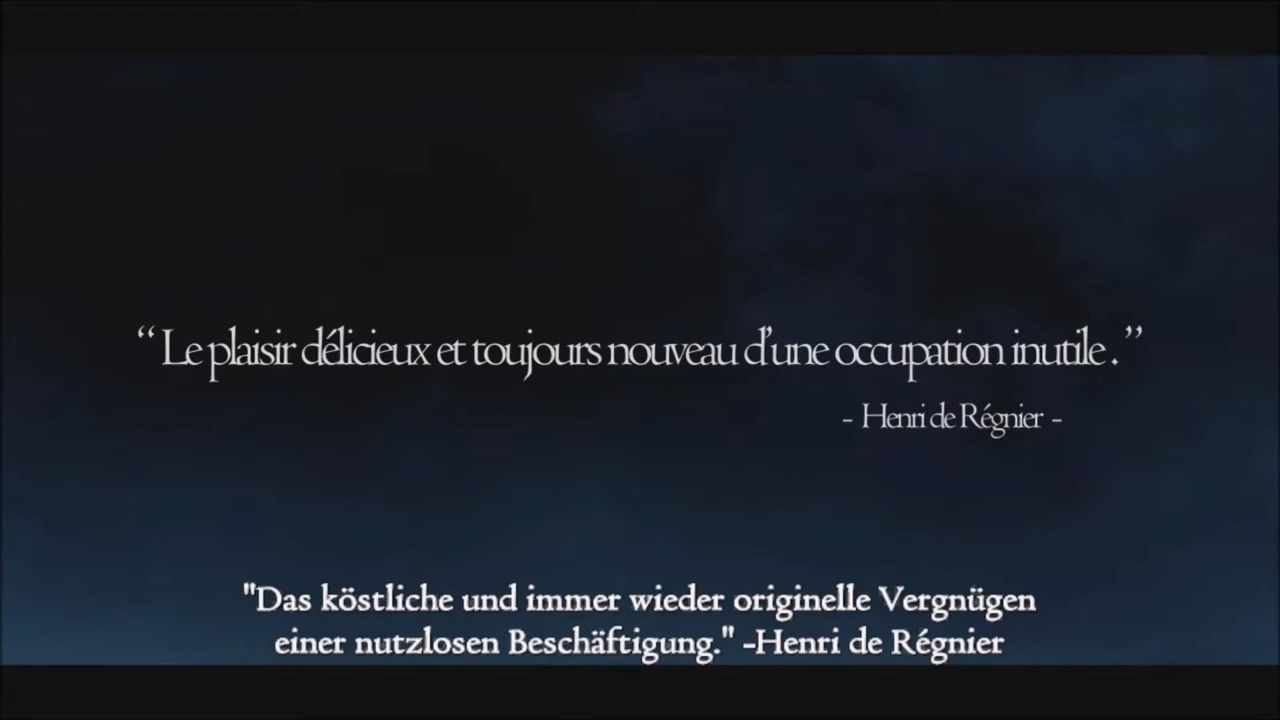 “ Le plaisir délicieux et toujours nouveau d’une occupation inutile . ”
- Henri de Régnier -
"Das köstliche und immer wieder originelle Vergnügen
einer nutzlosen Beschäftigung." -Henri de Régnier